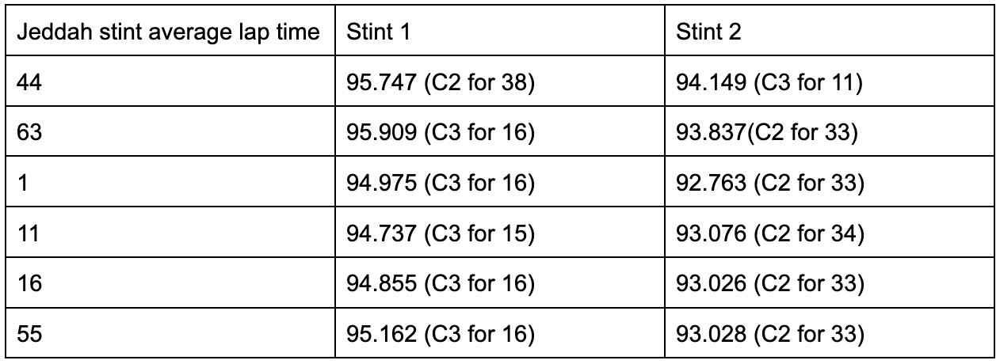 Jeddah stint average lap time Stint 1 Stint 2
44 95.747 (C2 for 38) 94.149 (C3 for 11)
63 95.909 (C3 for 16) 93.837(C2 for 33)
1 94.975 (C3 for 16) 92.763 (C2 for 33)
11 94.737 (C3 for 15) 93.076 (C2 for 34)
16 94.855 (C3 for 16) 93.026 (C2 for 33)
55 95.162 (C3 for 16) 93.028 (C2 for 33)